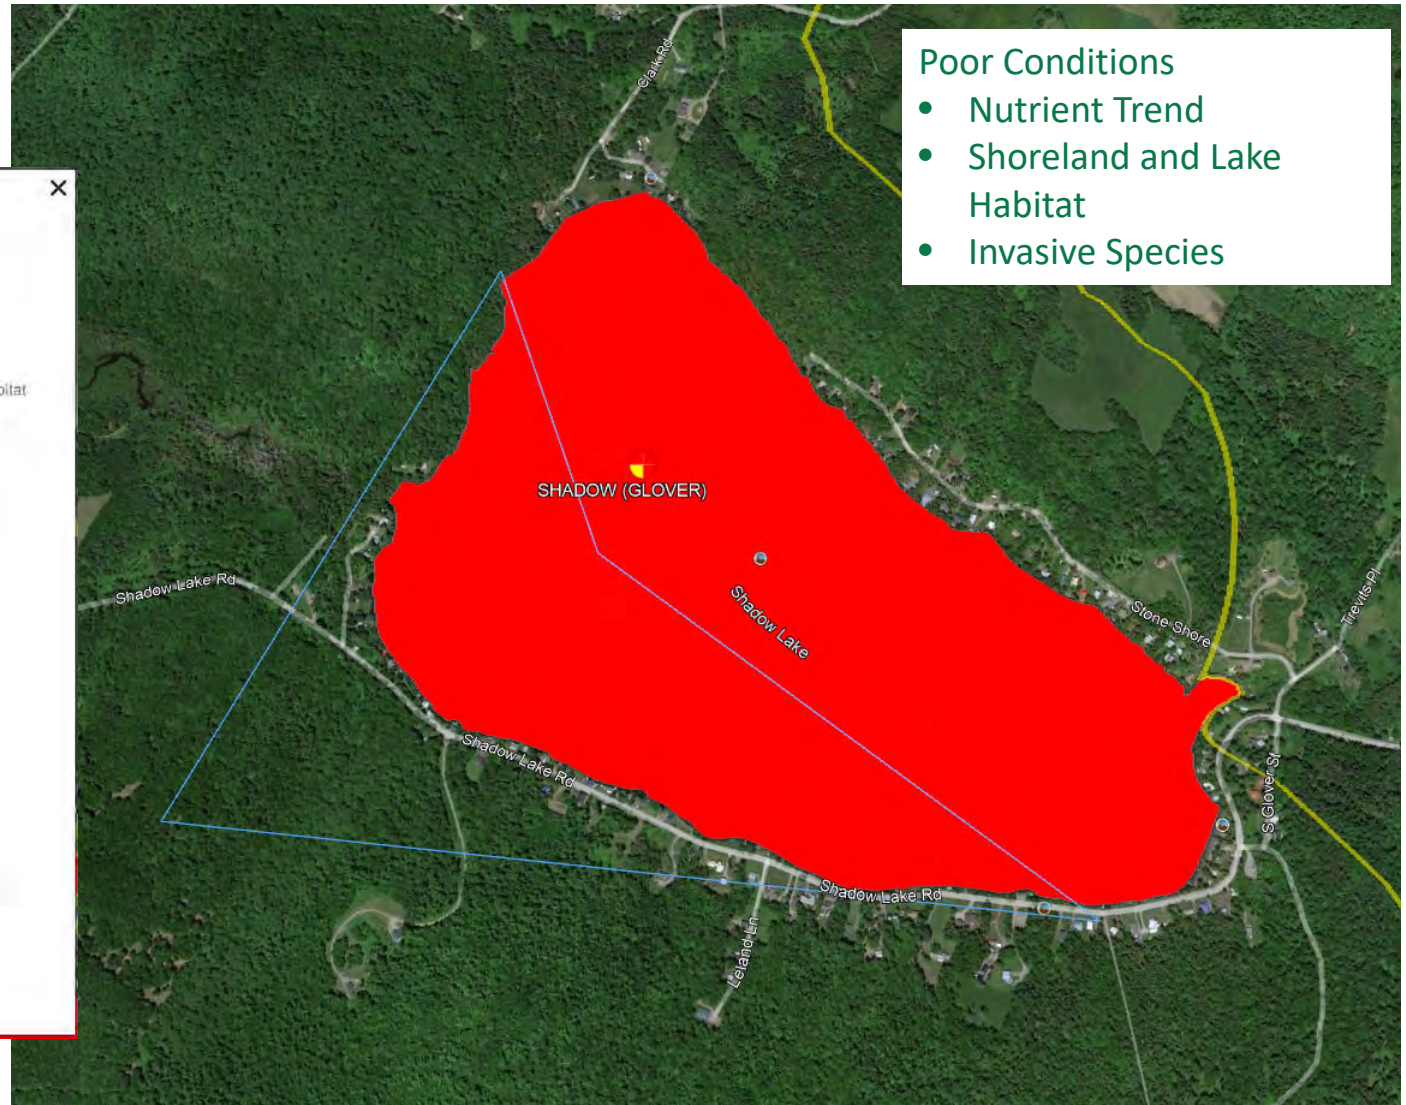 Poor Conditions
• Nutrient Trend
• Shoreland and Lake
Habitat
• Invasive Species
Clark Rd
SHADOW (GLOVER)
Shadow Lake Rd
Shadow Lake
Stone Shore
Trevits Pl
Shadow Lake Rd
S Glover St
Shadow Lake Rd
Leland Ln